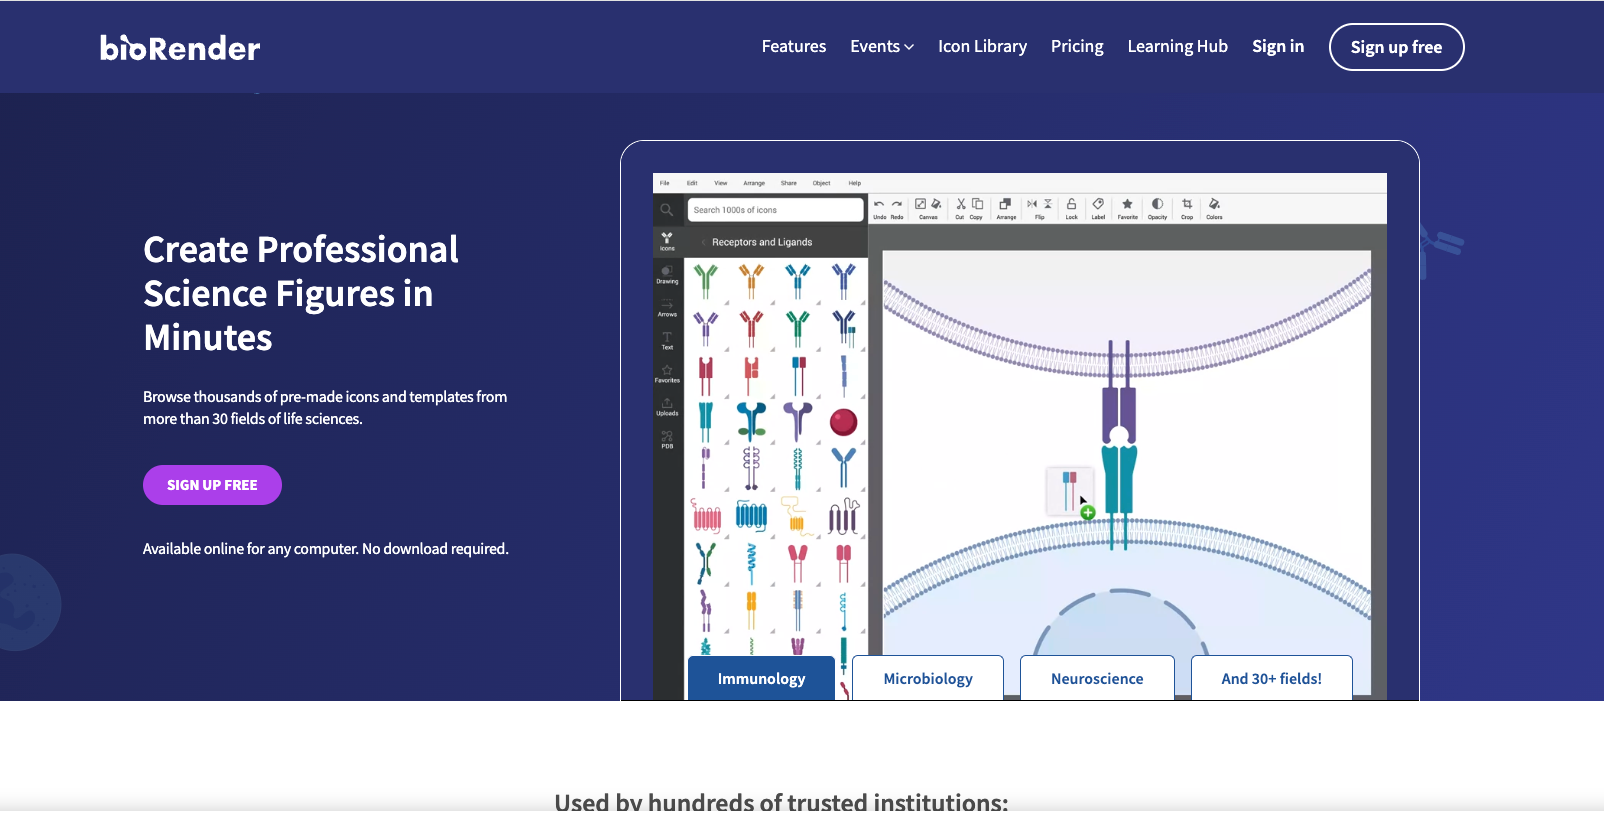 bioRender
Features Events Icon Library Pricing Learning Hub Sign in Sign up free
Create Professional
Science Figures in
Minutes
Browse thousands of pre-made icons and templates from
more than 30 fields of life sciences.
SIGN UP FREE
Available online for any computer. No download required.
File Edit View Arrange Share Object Help
Search 1000s of icons
Undo Redo Canvas Cut Copy Arrange Flip Lock Label Favorite Opacity Crop Colors
Receptors and Ligands
Icons
Drawing
Arrows
Text
Favorites
Uploads
PDB
Immunology Microbiology Neuroscience And 30+ fields!
Used by hundreds of trusted institutions: